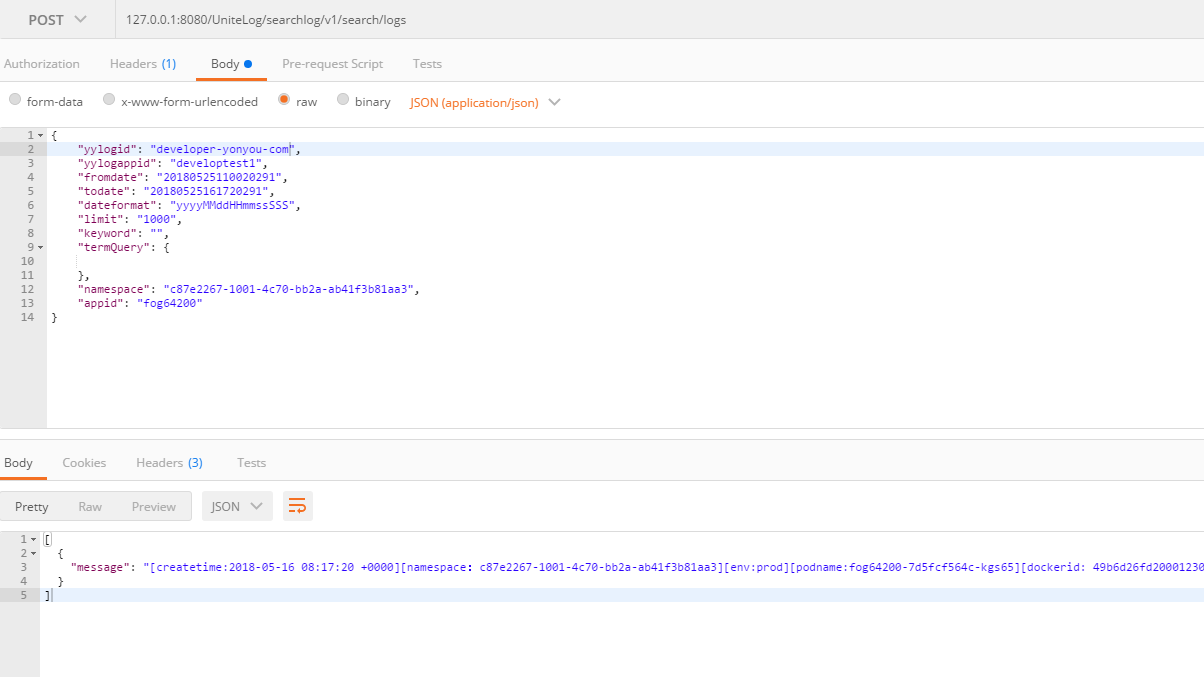 POST 127.0.0.1:8080/UniteLog/searchlog/v1/search/logs
Authorization Headers (1) Body Pre-request Script Tests
form-data x-www-form-urlencoded raw binary JSON (application/json)
1 {
2 "yylogid": "developer-yonyou-com",
3 "yylogappid": "developtest1",
4 "fromdate": "20180525110020291",
5 "todate": "20180525161720291",
6 "dateformat": "yyyyMMddHHmmssSSS",
7 "limit": "1000",
8 "keyword": "",
9 "termQuery": {
10
11 },
12 "namespace": "c87e2267-1001-4c70-bb2a-ab41f3b81aa3",
13 "appid": "fog64200"
14 }
Body Cookies Headers (3) Tests
Pretty Raw Preview JSON
1 [
2 {
3 "message": "[createtime:2018-05-16 08:17:20 +0000][namespace: c87e2267-1001-4c70-bb2a-ab41f3b81aa3][env:prod][podname:fog64200-7d5fcf564c-kgs65][dockerid: 49b6d26fd20001230
4 }
5 ]